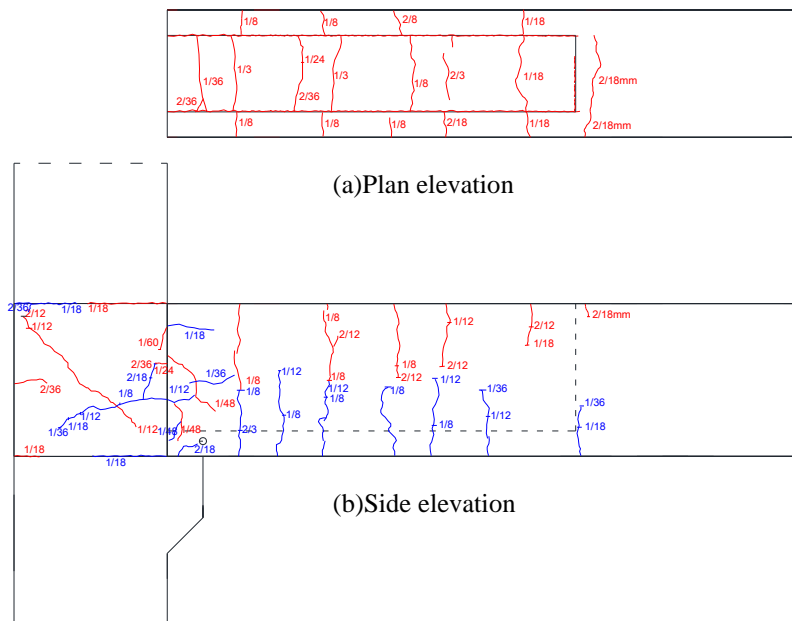 1/8 1/8 2/8 1/18
1/36 1/3 1/24 1/3 1/8 2/3 1/18 2/18mm
2/36 2/36
1/8 1/8 1/8 2/18 1/18 2/18mm
(a)Plan elevation
2/36 1/18 1/18
2/12
1/12
1/60 1/18
1/8 2/12 1/12 2/12 1/18 2/18mm
2/36
2/36 1/24
2/18
1/8 1/12 1/36 1/8 1/12 1/8 2/12 2/12
1/12 1/8 1/8 1/12 1/36
1/12 1/48 1/8 1/8 1/12 1/36
1/18
1/36 1/12 1/48 1/48 2/3 1/8 1/18
1/18 1/18 2/18
(b)Side elevation